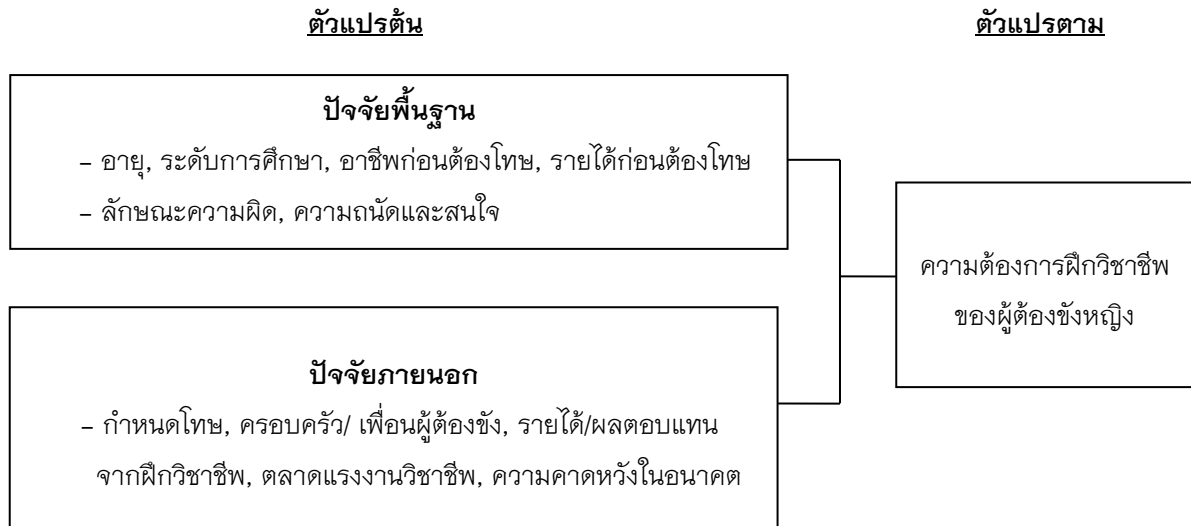 ตัวแปรต้น
ตัวแปรตาม
ปัจจัยพื้นฐาน
– อายุ, ระดับการศึกษา, อาชีพก่อนต้องโทษ, รายได้ก่อนต้องโทษ
– ลักษณะความผิด, ความถนัดและสนใจ
ปัจจัยภายนอก
– กำหนดโทษ, ครอบครัว/ เพื่อนผู้ต้องขัง, รายได้/ผลตอบแทน
จากฝึกวิชาชีพ, ตลาดแรงงานวิชาชีพ, ความคาดหวังในอนาคต
ความต้องการฝึกวิชาชีพ
ของผู้ต้องขังหญิง